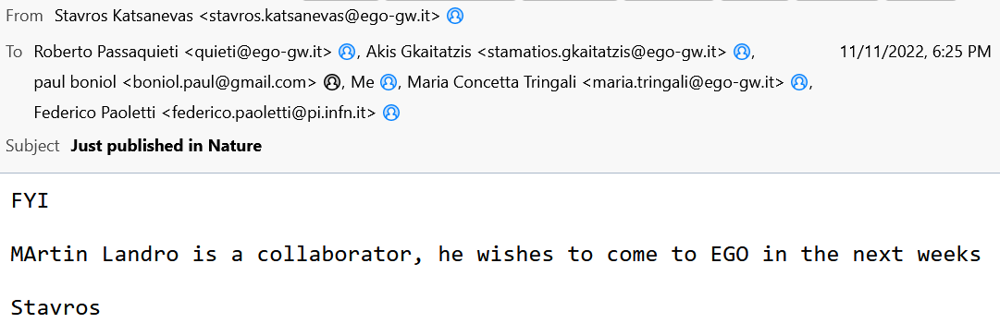 From Stavros Katsanevas <stavros.katsanevas@ego-gw.it>
To Roberto Passaquieti <quieti@ego-gw.it>, Akis Gkaitatzis <stamatios.gkaitatzis@ego-gw.it>, 11/11/2022, 6:25 PM
paul boniol <boniol.paul@gmail.com>, Me, Maria Concetta Tringali <maria.tringali@ego-gw.it>,
Federico Paoletti <federico.paoletti@pi.infn.it>
Subject Just published in Nature
FYI
MArtin Landro is a collaborator, he wishes to come to EGO in the next weeks
Stavros